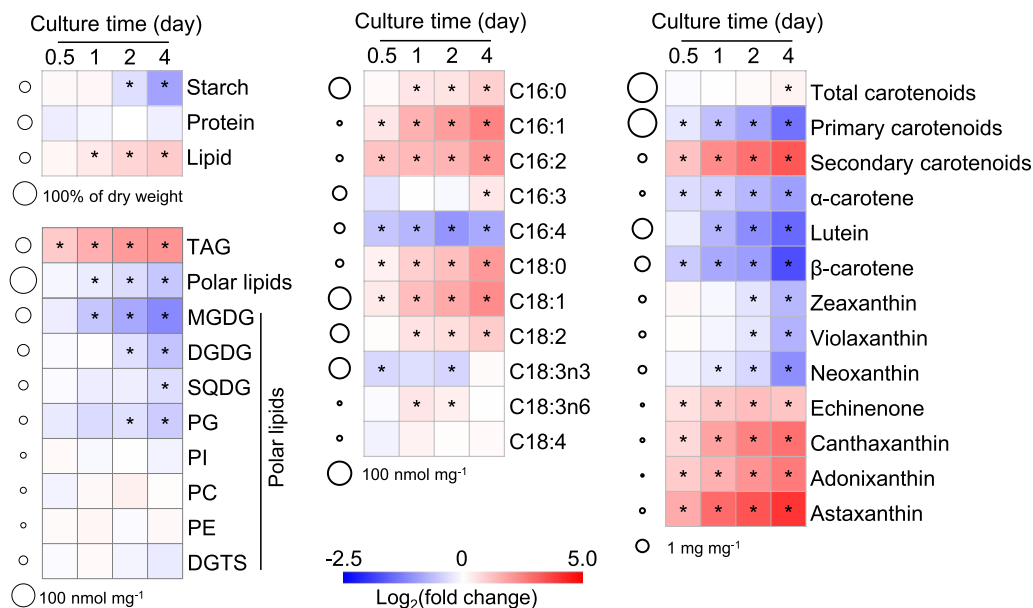 Culture time (day)
0.5 1 2 4
* * Starch
Protein
* * * Lipid
100% of dry weight
* * * * TAG
* * * Polar lipids
* * * MGDG
* * DGDG
* SQDG
* * PG
PI
PC
PE
DGTS
Polar lipids
100 nmol mg⁻¹
Culture time (day)
0.5 1 2 4
* * * C16:0
* * * * C16:1
* * * * C16:2
* C16:3
* * * * C16:4
* * * * C18:0
* * * * C18:1
* * * C18:2
* * C18:3n3
* * C18:3n6
C18:4
100 nmol mg⁻¹
-2.5 0 5.0
Log₂(fold change)
Culture time (day)
0.5 1 2 4
* Total carotenoids
* * * * Primary carotenoids
* * * * Secondary carotenoids
* * * * α-carotene
* * * Lutein
* * * * β-carotene
* * Zeaxanthin
* * Violaxanthin
* * * Neoxanthin
* * * * Echinenone
* * * * Canthaxanthin
* * * * Adonixanthin
* * * * Astaxanthin
1 mg mg⁻¹